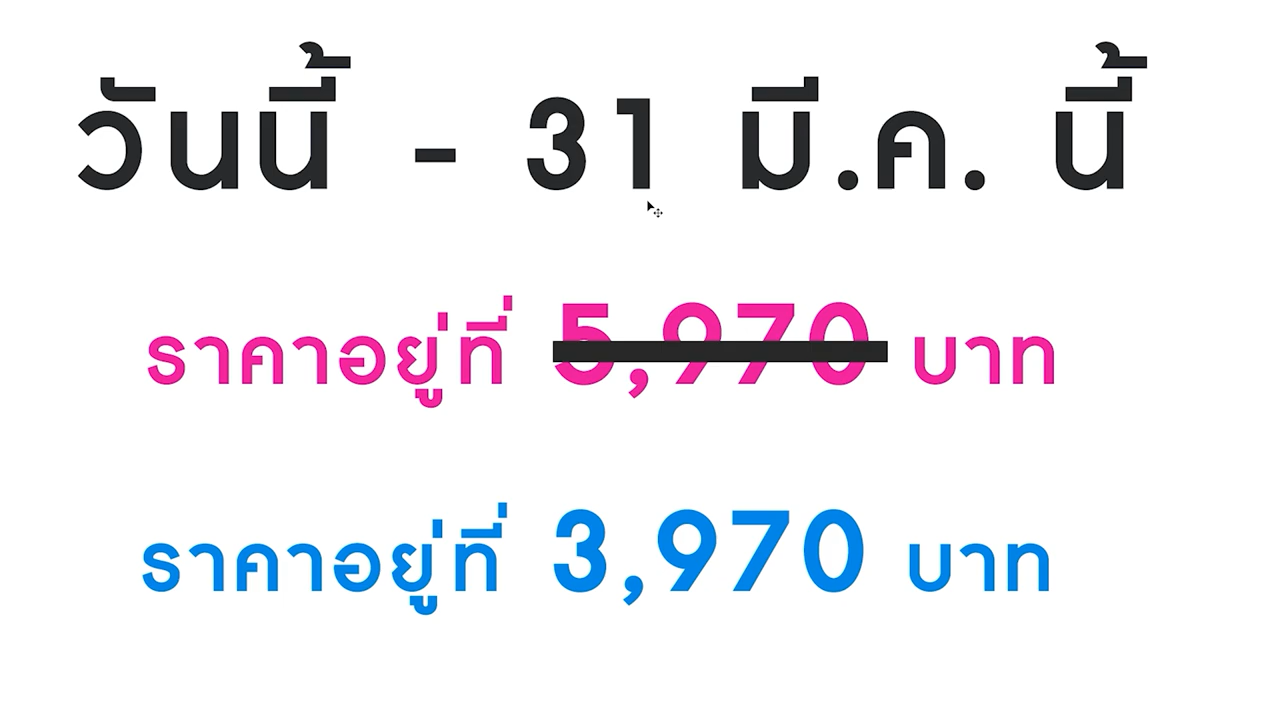 วันนี้ - 31 มี.ค. นี้
ราคาอยู่ที่ 5,970 บาท
ราคาอยู่ที่ 3,970 บาท